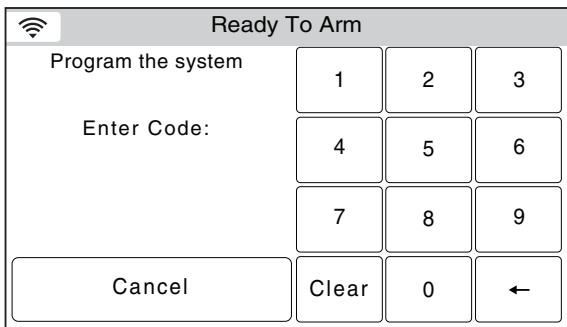 Ready To Arm
Program the system
1 2 3
Enter Code:
4 5 6
7 8 9
Cancel Clear 0 ←